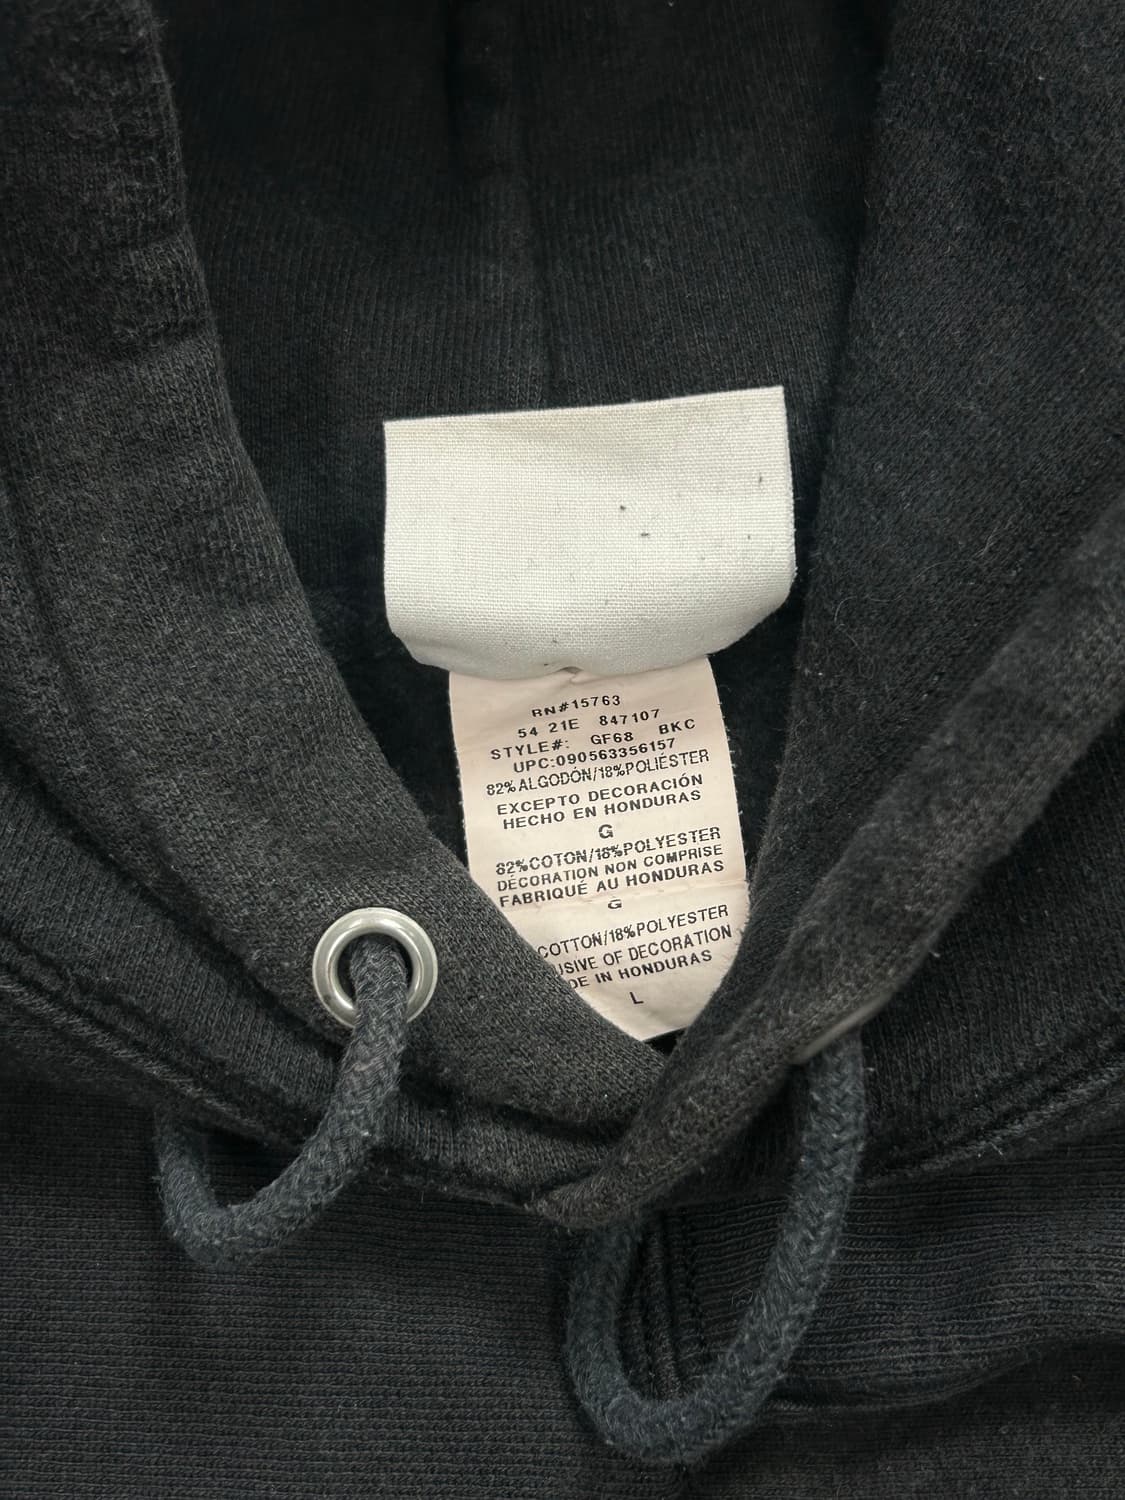 RN#15763
54 21E 847107
STYLE#: GF68 BKC
UPC:090563356157
82%ALGODÓN/18%POLIÉSTER
EXCEPTO DECORACIÓN
HECHO EN HONDURAS
G
82%COTON/18%POLYESTER
DÉCORATION NON COMPRISE
FABRIQUÉ AU HONDURAS
G
COTTON/18%POLYESTER
USIVE OF DECORATION
DE IN HONDURAS
L